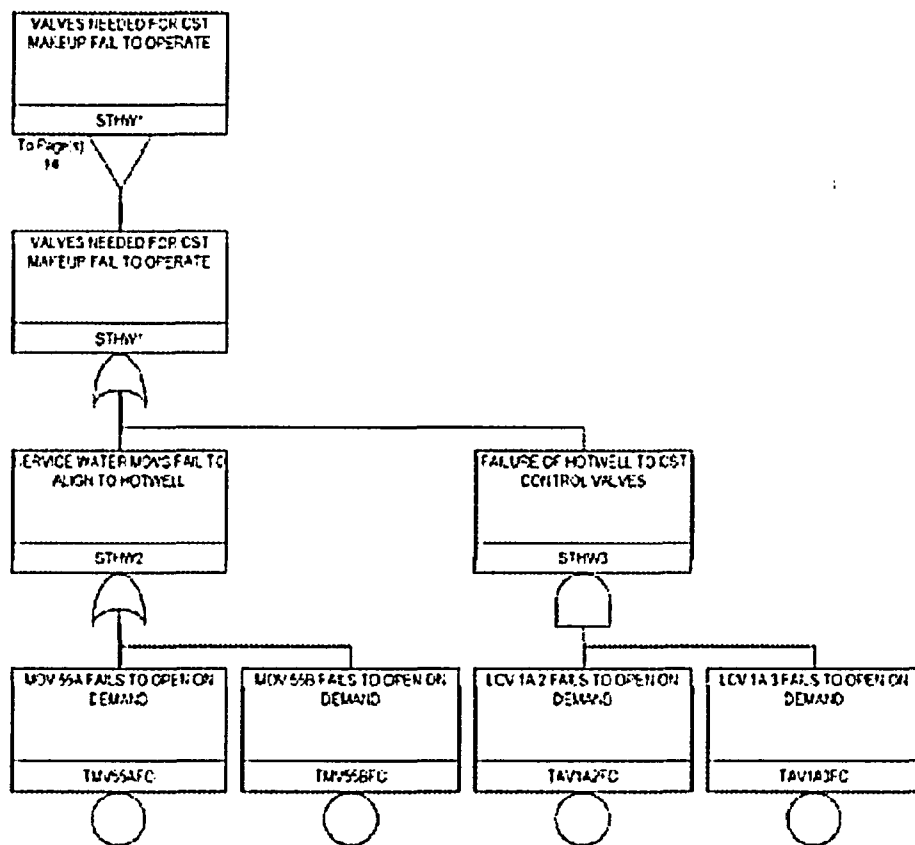 VALVES NEEDED FOR CST
MAKEUP FAIL TO OPERATE
STHW1
To Page(s)
14
VALVES NEEDED FOR CST
MAKEUP FAIL TO OPERATE
STHW1
SERVICE WATER MOVS FAIL TO
ALIGN TO HOTWELL
STHW2
FAILURE OF HOTWELL TO CST
CONTROL VALVES
STHW3
MOV 55A FAILS TO OPEN ON
DEMAND
TMV55AFC
MOV 55B FAILS TO OPEN ON
DEMAND
TMV55BFC
LCV 1A 2 FAILS TO OPEN ON
DEMAND
TAV1A2FC
LCV 1A 3 FAILS TO OPEN ON
DEMAND
TAV1A3FC